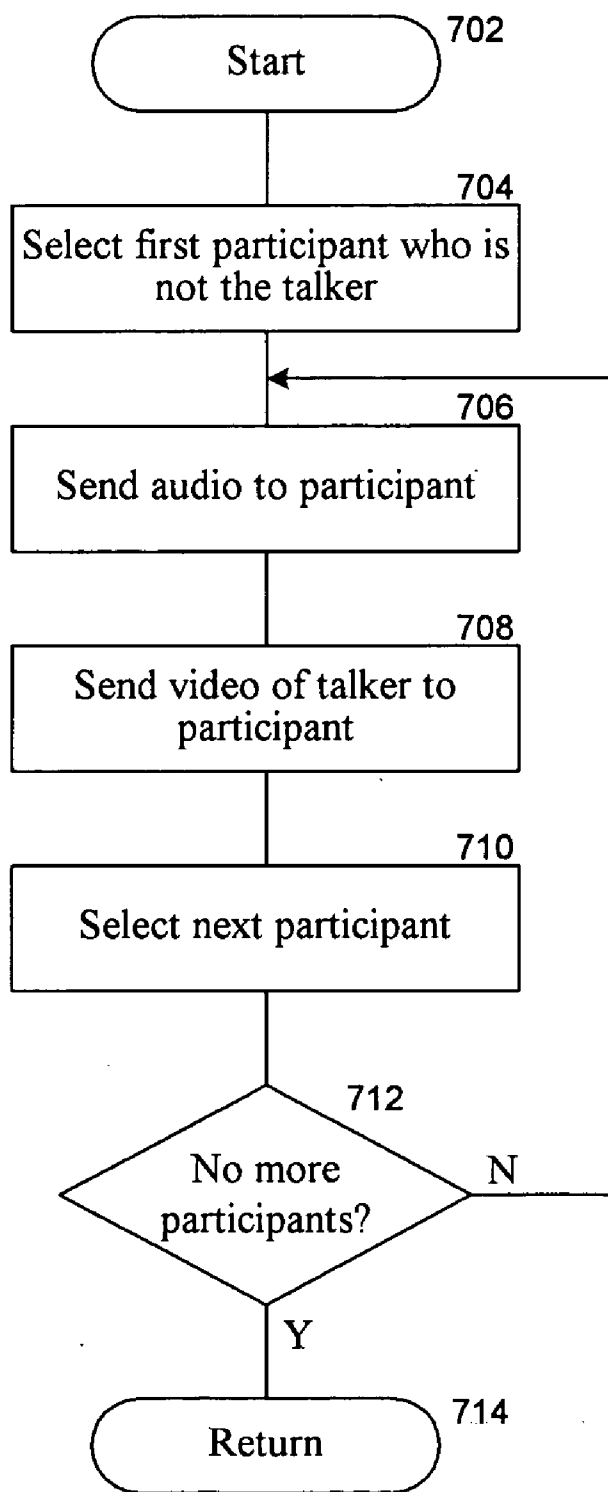 702
Start
704
Select first participant who is
not the talker
706
Send audio to participant
708
Send video of talker to
participant
710
Select next participant
712
No more
participants?
N
Y
714
Return